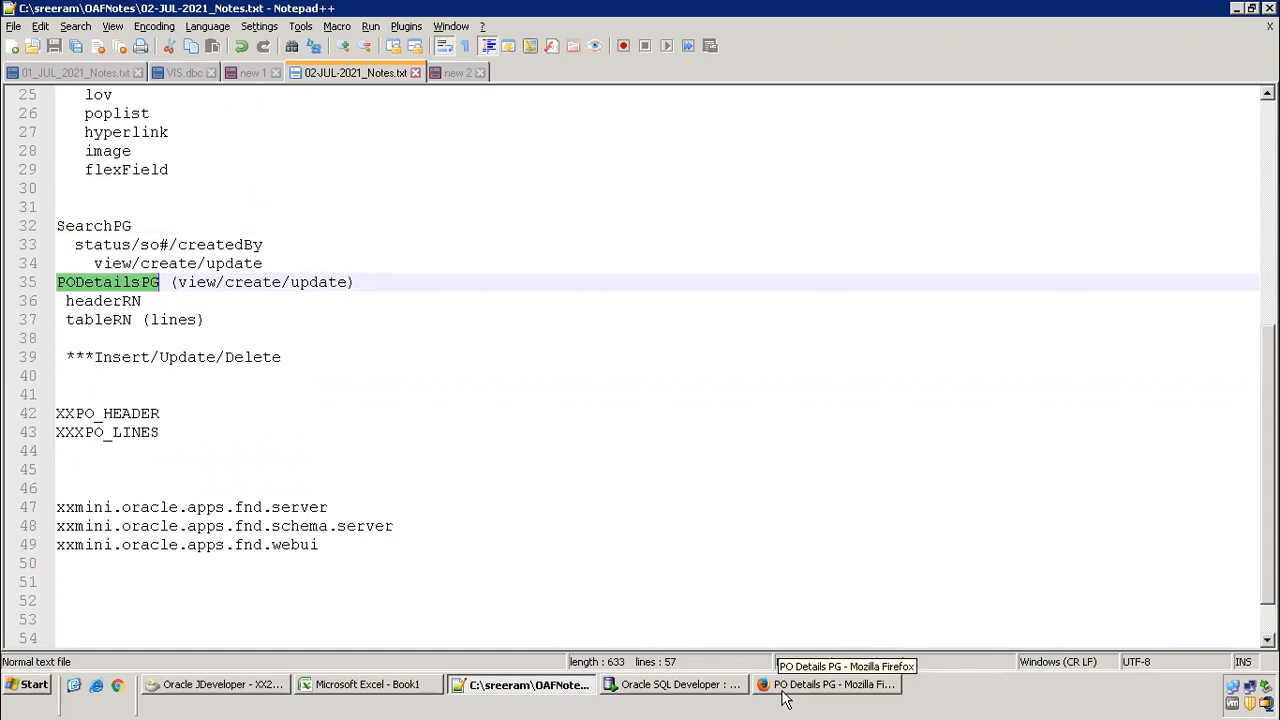 C:\sreeram\OAFNotes\02-JUL-2021_Notes.txt - Notepad++
File Edit Search View Encoding Language Settings Tools Macro Run Plugins Window ? X
01_JUL_2021_Notes.txt VIS.dbc new 1 02-JUL-2021_Notes.txt new 2
25 lov
26 poplist
27 hyperlink
28 image
29 flexField
30
31
32 SearchPG
33 status/so#/createdBy
34 view/create/update
35 PODetailsPG (view/create/update)
36 headerRN
37 tableRN (lines)
38
39 ***Insert/Update/Delete
40
41
42 XXPO_HEADER
43 XXXPO_LINES
44
45
46
47 xxmini.oracle.apps.fnd.server
48 xxmini.oracle.apps.fnd.schema.server
49 xxmini.oracle.apps.fnd.webui
50
51
52
53
54
Normal text file length : 633 lines : 57 PO Details PG - Mozilla Firefox Windows (CR LF) UTF-8 INS
Start Oracle JDeveloper - XX2... Microsoft Excel - Book1 C:\sreeram\OAFNote... Oracle SQL Developer : ... PO Details PG - Mozilla Fi...